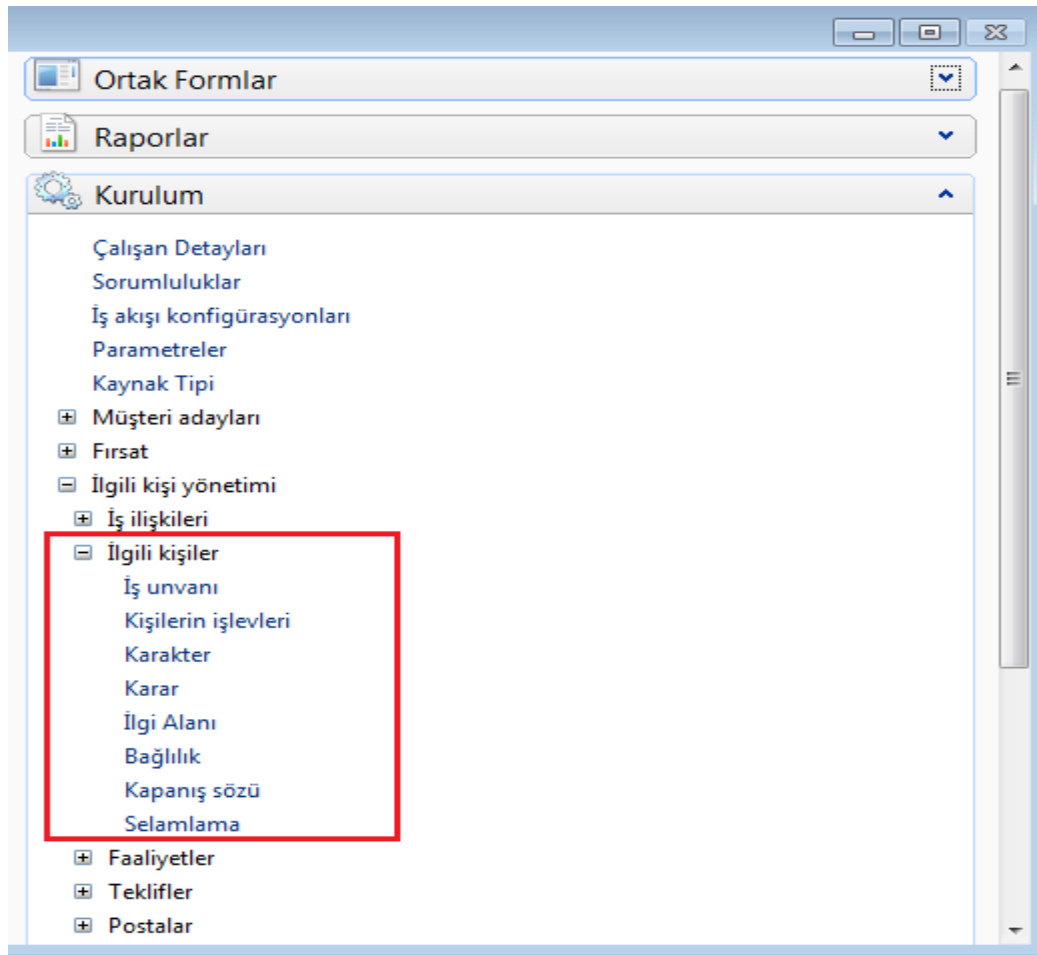 Ortak Formlar
Raporlar
Kurulum
Çalışan Detayları
Sorumluluklar
İş akışı konfigürasyonları
Parametreler
Kaynak Tipi
Müşteri adayları
Fırsat
İlgili kişi yönetimi
İş ilişkileri
İlgili kişiler
İş unvanı
Kişilerin işlevleri
Karakter
Karar
İlgi Alanı
Bağlılık
Kapanış sözü
Selamlama
Faaliyetler
Teklifler
Postalar